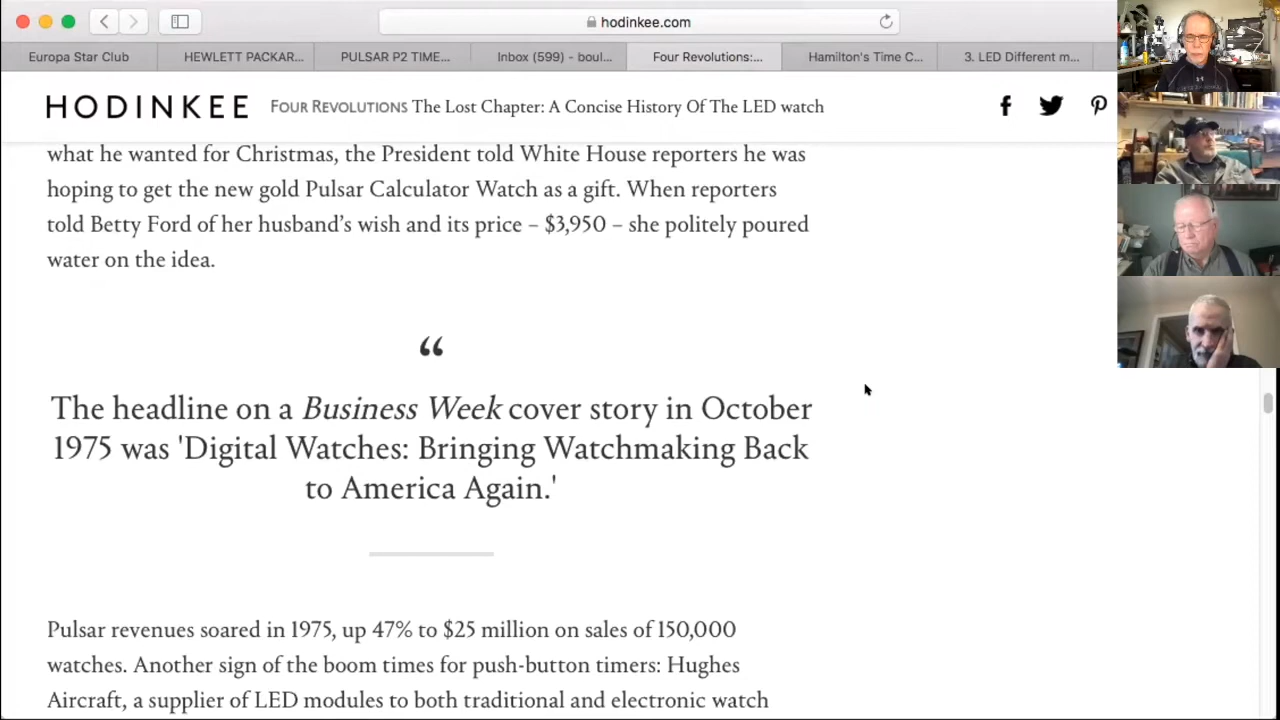 hodinkee.com
Europa Star Club
HEWLETT PACKAR...
PULSAR P2 TIME...
Inbox (599) - boul...
Four Revolutions:...
Hamilton's Time C...
3. LED Different m...
HODINKEE FOUR REVOLUTIONS The Lost Chapter: A Concise History Of The LED watch
what he wanted for Christmas, the President told White House reporters he was
hoping to get the new gold Pulsar Calculator Watch as a gift. When reporters
told Betty Ford of her husband’s wish and its price – $3,950 – she politely poured
water on the idea.
“
The headline on a Business Week cover story in October
1975 was 'Digital Watches: Bringing Watchmaking Back
to America Again.'
Pulsar revenues soared in 1975, up 47% to $25 million on sales of 150,000
watches. Another sign of the boom times for push-button timers: Hughes
Aircraft, a supplier of LED modules to both traditional and electronic watch